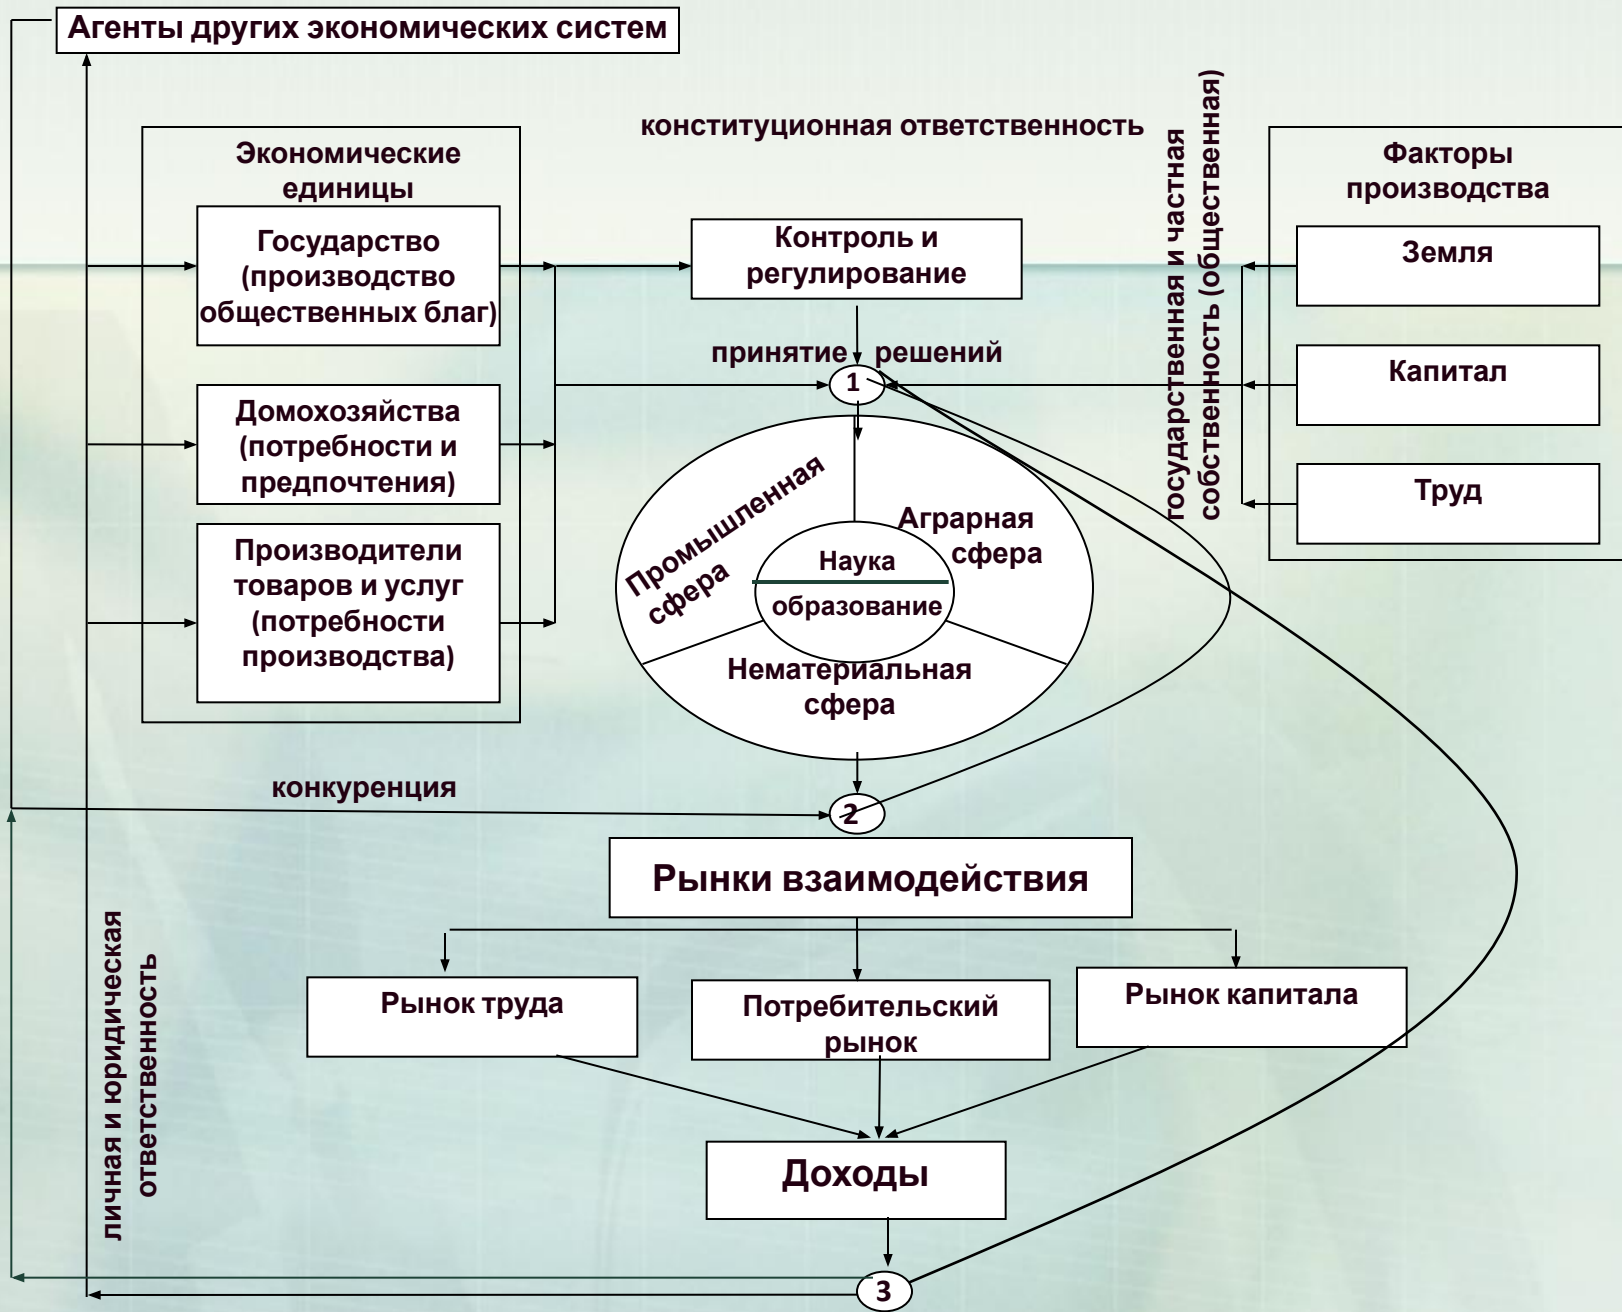 Агенты других экономических систем
конституционная ответственность
Экономические
единицы
Государство
(производство
общественных благ)
Домохозяйства
(потребности и
предпочтения)
Производители
товаров и услуг
(потребности
производства)
Контроль и
регулирование
принятие решений
1
государственная и частная
собственность (общественная)
Факторы
производства
Земля
Капитал
Труд
Промышленная
сфера
Аграрная
сфера
Наука
образование
Нематериальная
сфера
конкуренция
2
Рынки взаимодействия
личная и юридическая
ответственность
Рынок труда
Потребительский
рынок
Рынок капитала
Доходы
3